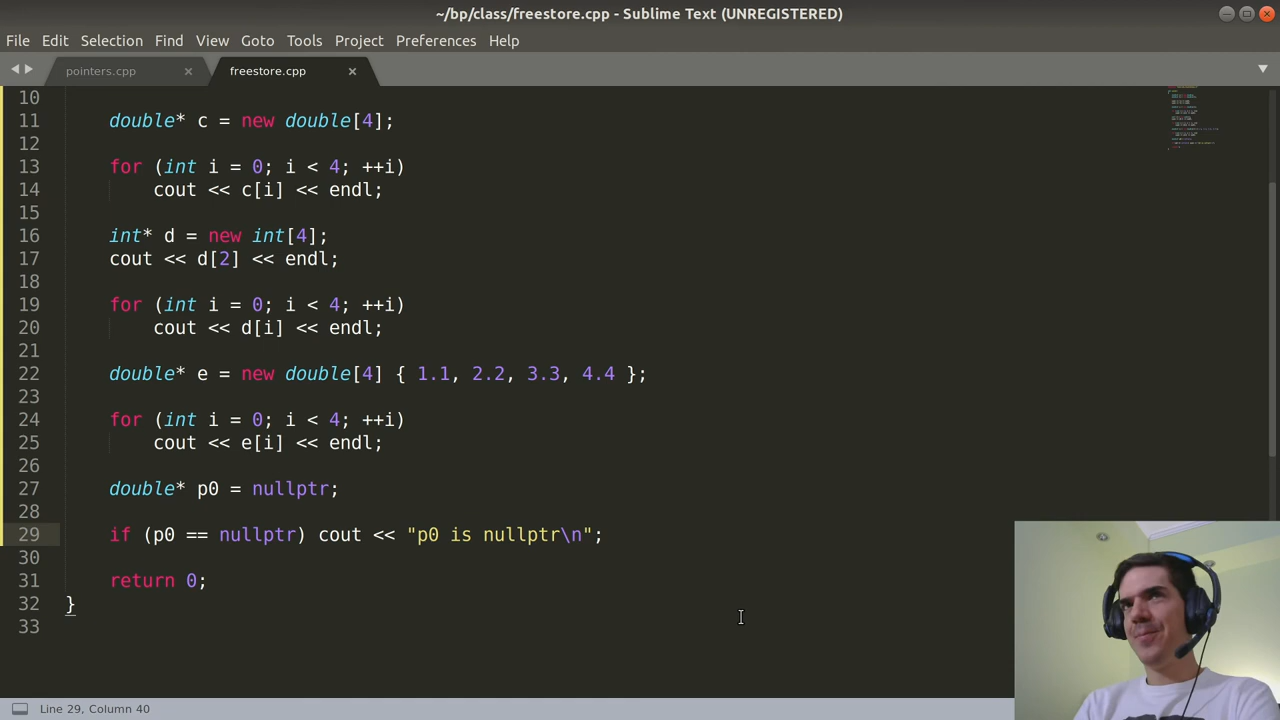 ~/bp/class/freestore.cpp - Sublime Text (UNREGISTERED)
File Edit Selection Find View Goto Tools Project Preferences Help
pointers.cpp × freestore.cpp ×
10
11 double* c = new double[4];
12
13 for (int i = 0; i < 4; ++i)
14 cout << c[i] << endl;
15
16 int* d = new int[4];
17 cout << d[2] << endl;
18
19 for (int i = 0; i < 4; ++i)
20 cout << d[i] << endl;
21
22 double* e = new double[4] { 1.1, 2.2, 3.3, 4.4 };
23
24 for (int i = 0; i < 4; ++i)
25 cout << e[i] << endl;
26
27 double* p0 = nullptr;
28
29 if (p0 == nullptr) cout << "p0 is nullptr\n";
30
31 return 0;
32 }
33
Line 29, Column 40